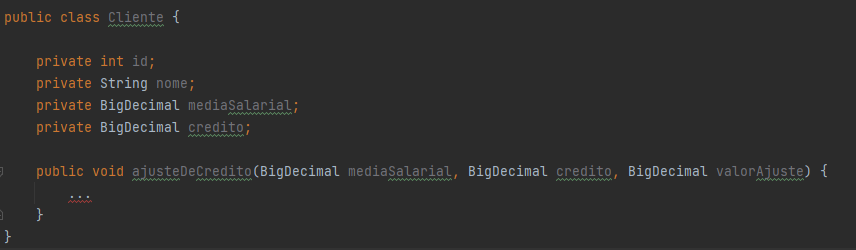 public class Cliente {
private int id;
private String nome;
private BigDecimal mediaSalarial;
private BigDecimal credito;
public void ajusteDeCredito(BigDecimal mediaSalarial, BigDecimal credito, BigDecimal valorAjuste) {
...
}
}